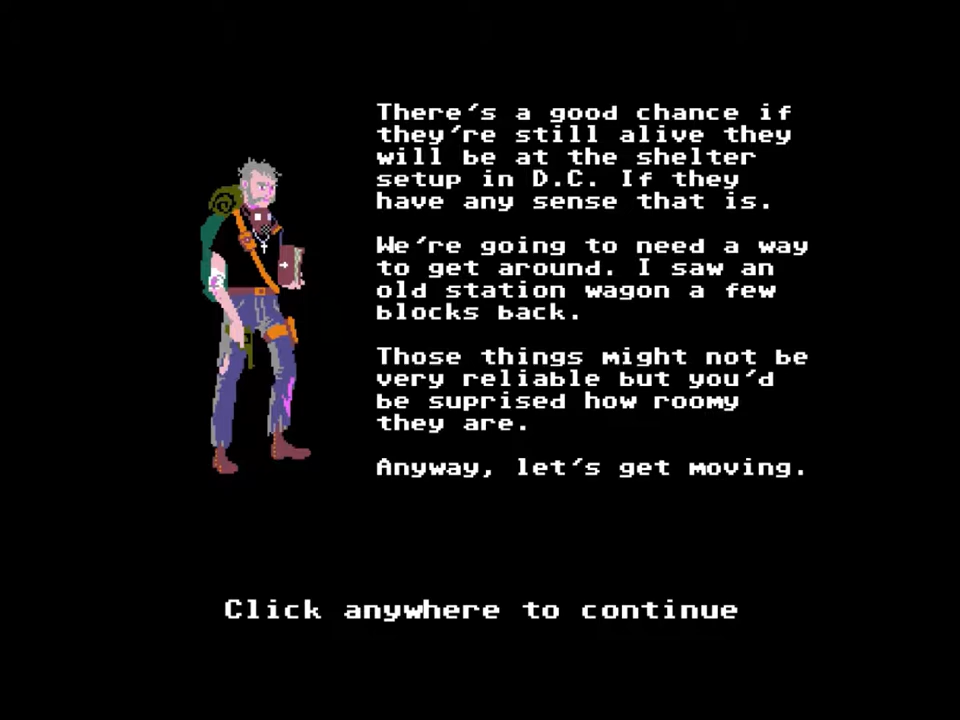 There's a good chance if
they're still alive they
will be at the shelter
setup in D.C. If they
have any sense that is.
We're going to need a way
to get around. I saw an
old station wagon a few
blocks back.
Those things might not be
very reliable but you'd
be suprised how roomy
they are.
Anyway, let's get moving.
Click anywhere to continue